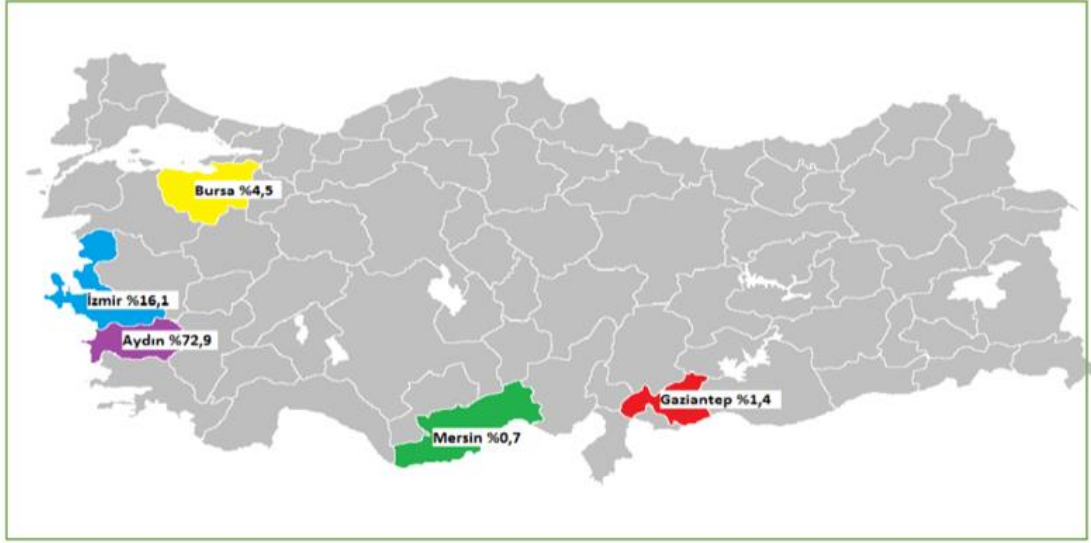 Bursa %4,5
İzmir %16,1
Aydın %72,9
Gaziantep %1,4
Mersin %0,7